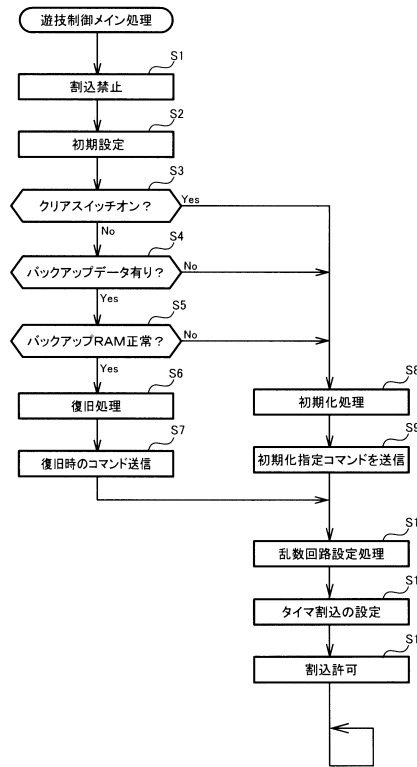 遊技制御メイン処理
S1
割込禁止
S2
初期設定
S3
クリアスイッチオン?
Yes
No
S4
バックアップデータ有り?
No
Yes
S5
バックアップRAM正常?
No
Yes
S6
復旧処理
S7
復旧時のコマンド送信
S8
初期化処理
S9
初期化指定コマンドを送信
S1
乱数回路設定処理
S1
タイマ割込の設定
S1
割込許可